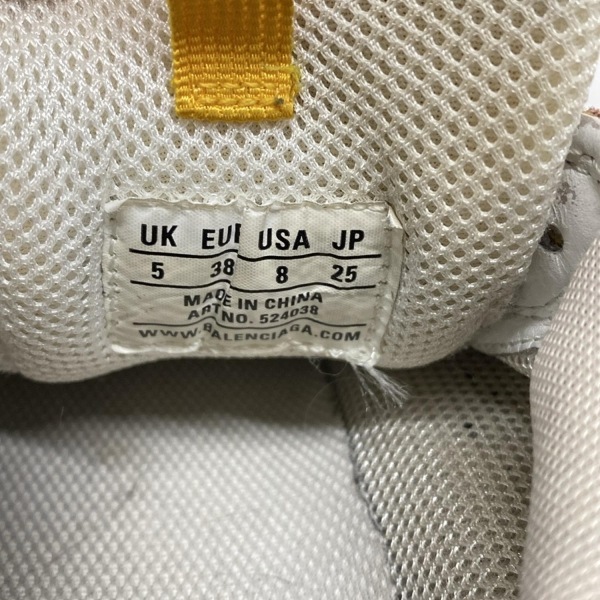 UK EUR USA JP
5 38 8 25
MADE IN CHINA
ART NO. 524038
WWW.BALENCIAGA.COM